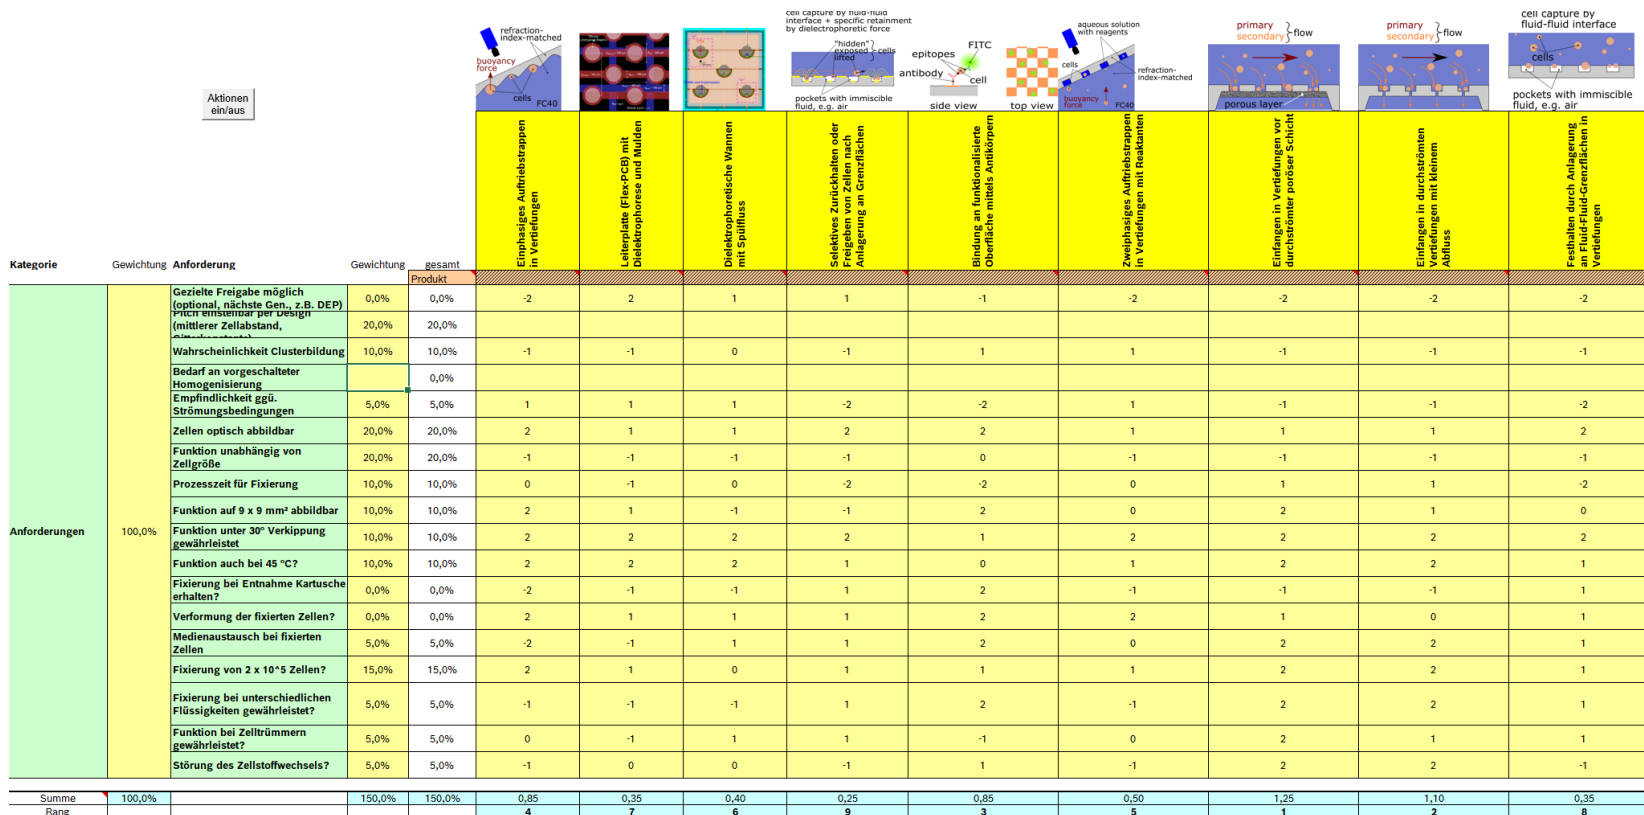 refraction-
index-matched
buoyancy
force
cells
FC40
cell capture by fluid-fluid
interface + specific retainment
by dielectrophoretic force
"hidden"
exposed
lifted
cells
pockets with immiscible
fluid, e.g. air
epitopes
FITC
antibody
cell
side view
top view
aqueous solution
with reagents
cells
refraction-
index-matched
buoyancy
force
FC40
primary
secondary
flow
porous layer
primary
secondary
flow
cell capture by
fluid-fluid interface
cells
pockets with immiscible
fluid, e.g. air
Aktionen
ein/aus
Einphasiges Auftriebstrappen
in Vertiefungen
Leiterplatte (Flex-PCB) mit
Dielektrophorese und Mulden
Dielektrophoretische Wannen
mit Spülfluss
Selektives Zurückhalten oder
Freigeben von Zellen nach
Anlagerung an Grenzflächen
Bindung an funktionalisierte
Oberfläche mittels Antikörpern
Zweiphasiges Auftriebstrappen
in Vertiefungen mit Reaktanten
Einfangen in Vertiefungen vor
durchströmter poröser Schicht
Einfangen in durchströmten
Vertiefungen mit kleinem
Abfluss
Festhalten durch Anlagerung
an Fluid-Fluid-Grenzflächen in
Vertiefungen
Kategorie Gewichtung Anforderung Gewichtung gesamt
Produkt
Gezielte Freigabe möglich
(optional, nächste Gen., z.B. DEP) 0,0% 0,0% -2 2 1 1 -1 -2 -2 -2 -2
Pitch einstellbar per Design
(mittlerer Zellabstand,
Gitterkonstante) 20,0% 20,0%
Wahrscheinlichkeit Clusterbildung 10,0% 10,0% -1 -1 0 -1 1 1 -1 -1 -1
Bedarf an vorgeschalteter
Homogenisierung 0,0%
Empfindlichkeit ggü.
Strömungsbedingungen 5,0% 5,0% 1 1 1 -2 -2 1 -1 -1 -2
Zellen optisch abbildbar 20,0% 20,0% 2 1 1 2 2 1 1 1 2
Funktion unabhängig von
Zellgröße 20,0% 20,0% -1 -1 -1 -1 0 -1 -1 -1 -1
Prozesszeit für Fixierung 10,0% 10,0% 0 -1 0 -2 -2 0 1 1 -2
Funktion auf 9 x 9 mm² abbildbar 10,0% 10,0% 2 1 -1 -1 2 0 2 1 0
Anforderungen 100,0% Funktion unter 30° Verkippung
gewährleistet 10,0% 10,0% 2 2 2 2 1 2 2 2 2
Funktion auch bei 45 °C? 10,0% 10,0% 2 2 2 1 0 1 2 2 1
Fixierung bei Entnahme Kartusche
erhalten? 0,0% 0,0% -2 -1 -1 1 2 -1 -1 -1 1
Verformung der fixierten Zellen? 0,0% 0,0% 2 1 1 1 2 2 1 0 1
Medienaustausch bei fixierten
Zellen 5,0% 5,0% -2 -1 1 1 2 0 2 2 1
Fixierung von 2 x 10^5 Zellen? 15,0% 15,0% 2 1 0 1 1 1 2 2 1
Fixierung bei unterschiedlichen
Flüssigkeiten gewährleistet? 5,0% 5,0% -1 -1 -1 1 2 -1 2 2 1
Funktion bei Zelltrümmern
gewährleistet? 5,0% 5,0% 0 -1 1 1 -1 0 2 1 1
Störung des Zellstoffwechsels? 5,0% 5,0% -1 0 0 -1 1 -1 2 2 -1
Summe 100,0% 150,0% 150,0% 0,85 0,35 0,40 0,25 0,85 0,50 1,25 1,10 0,35
Rang 4 7 6 9 3 5 1 2 8